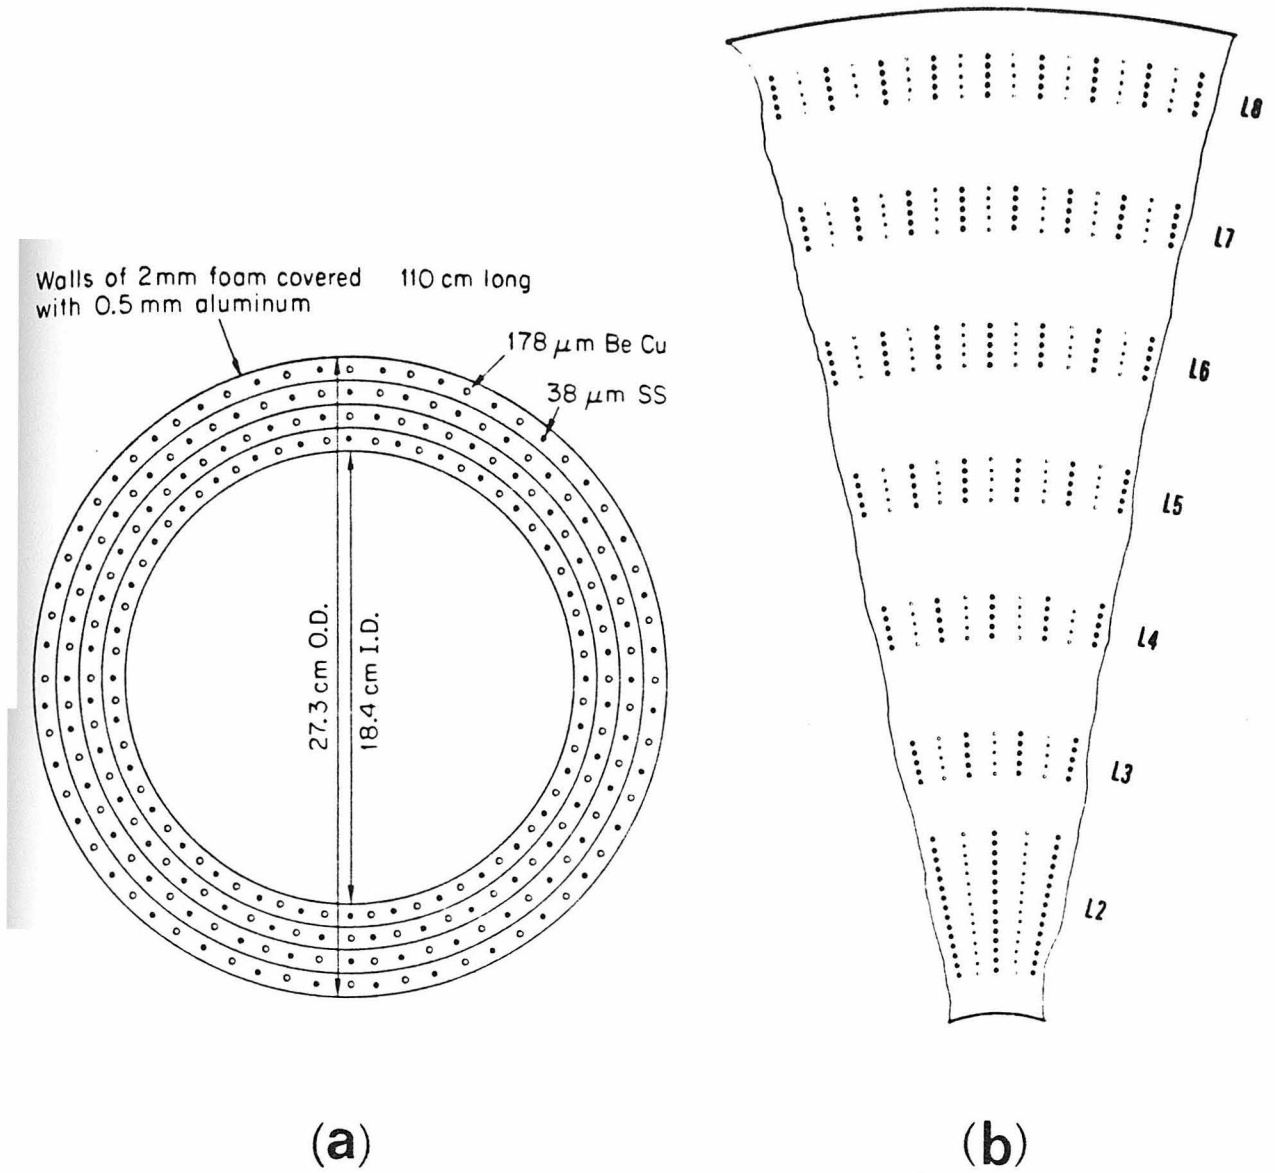 Walls of 2mm foam covered
with 0.5 mm aluminum
110 cm long
178 μm Be Cu
38 μm SS
27.3 cm O.D.
18.4 cm I.D.
(a)
L8
L7
L6
L5
L4
L3
L2
(b)